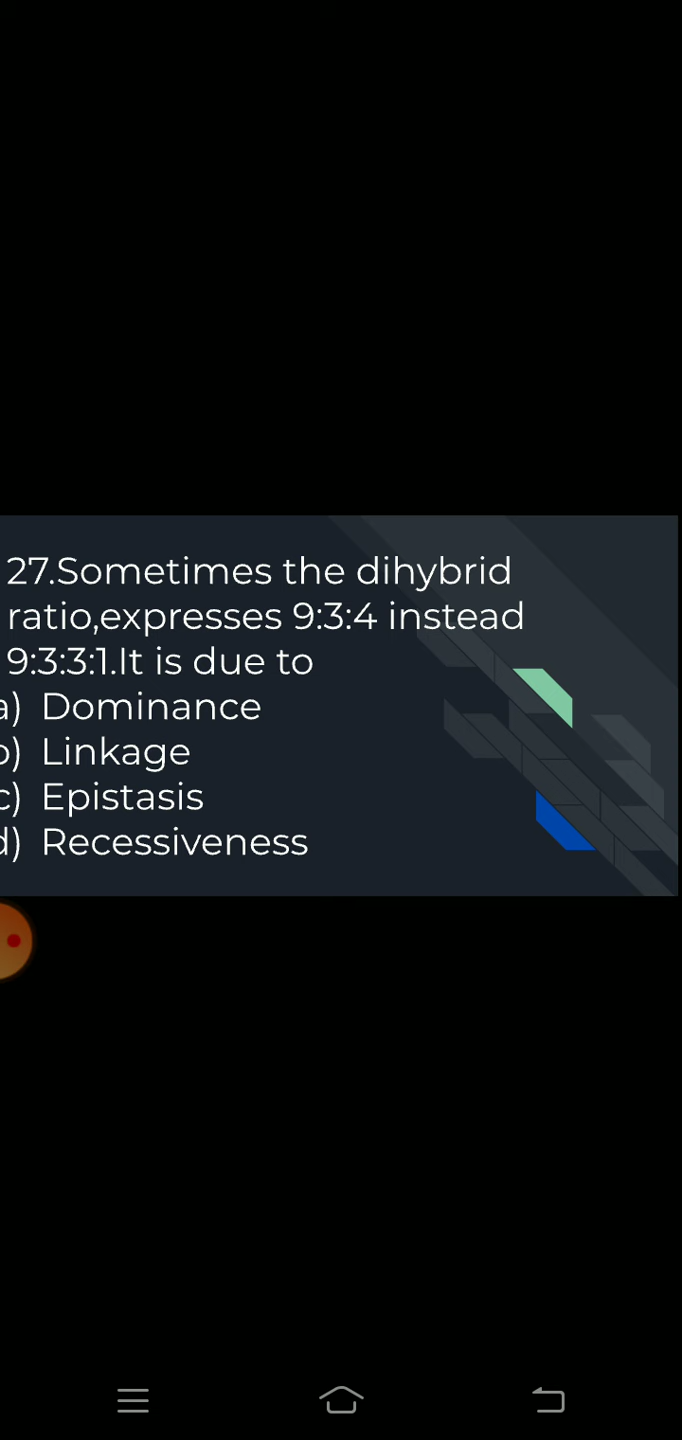 27.Sometimes the dihybrid
ratio,expresses 9:3:4 instead
9:3:3:1.It is due to
a) Dominance
b) Linkage
c) Epistasis
d) Recessiveness